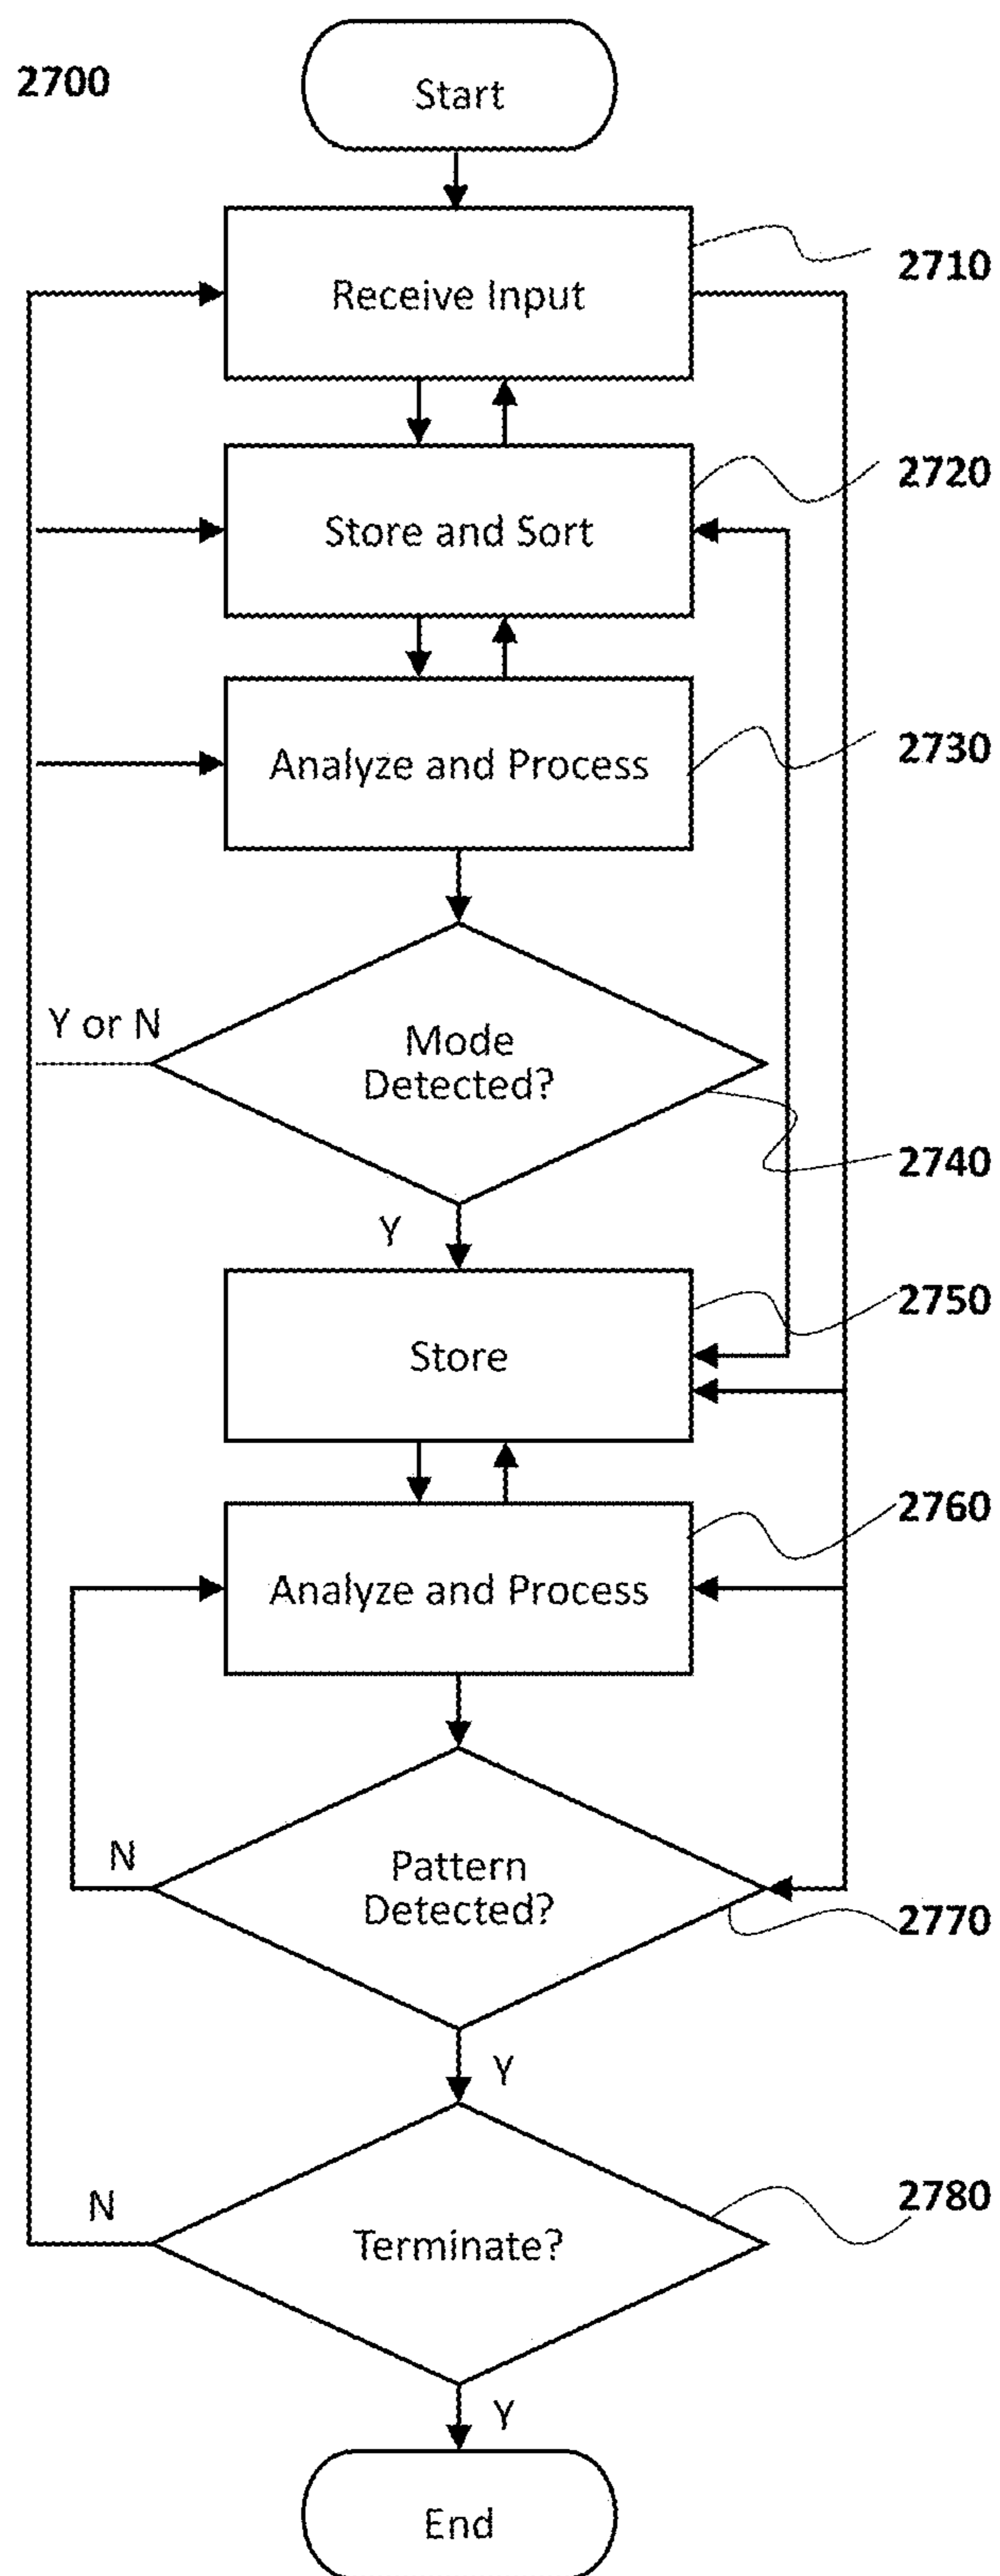 2700
Start
2710
Receive Input
2720
Store and Sort
2730
Analyze and Process
Y or N
Mode
Detected?
2740
Y
2750
Store
2760
Analyze and Process
N
Pattern
Detected?
2770
Y
N
2780
Terminate?
Y
End